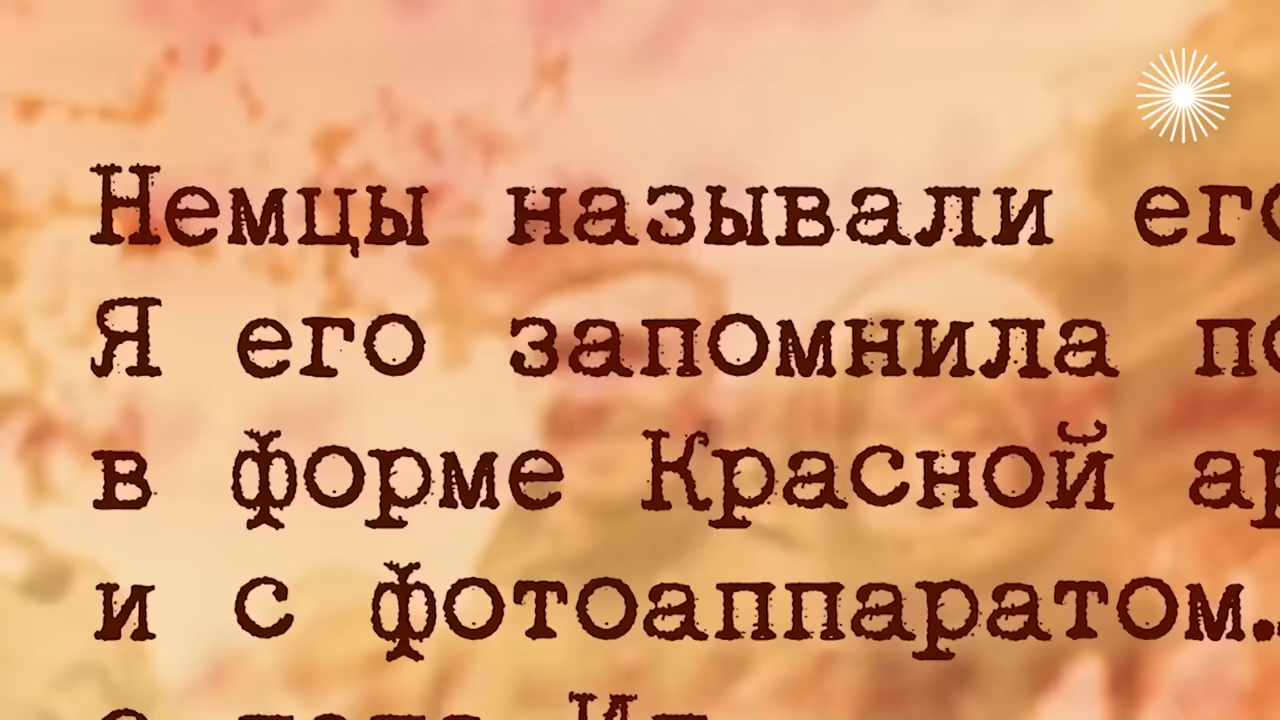 Немцы называли его
Я его запомнила
в форме Красной
и с фотоаппаратом..